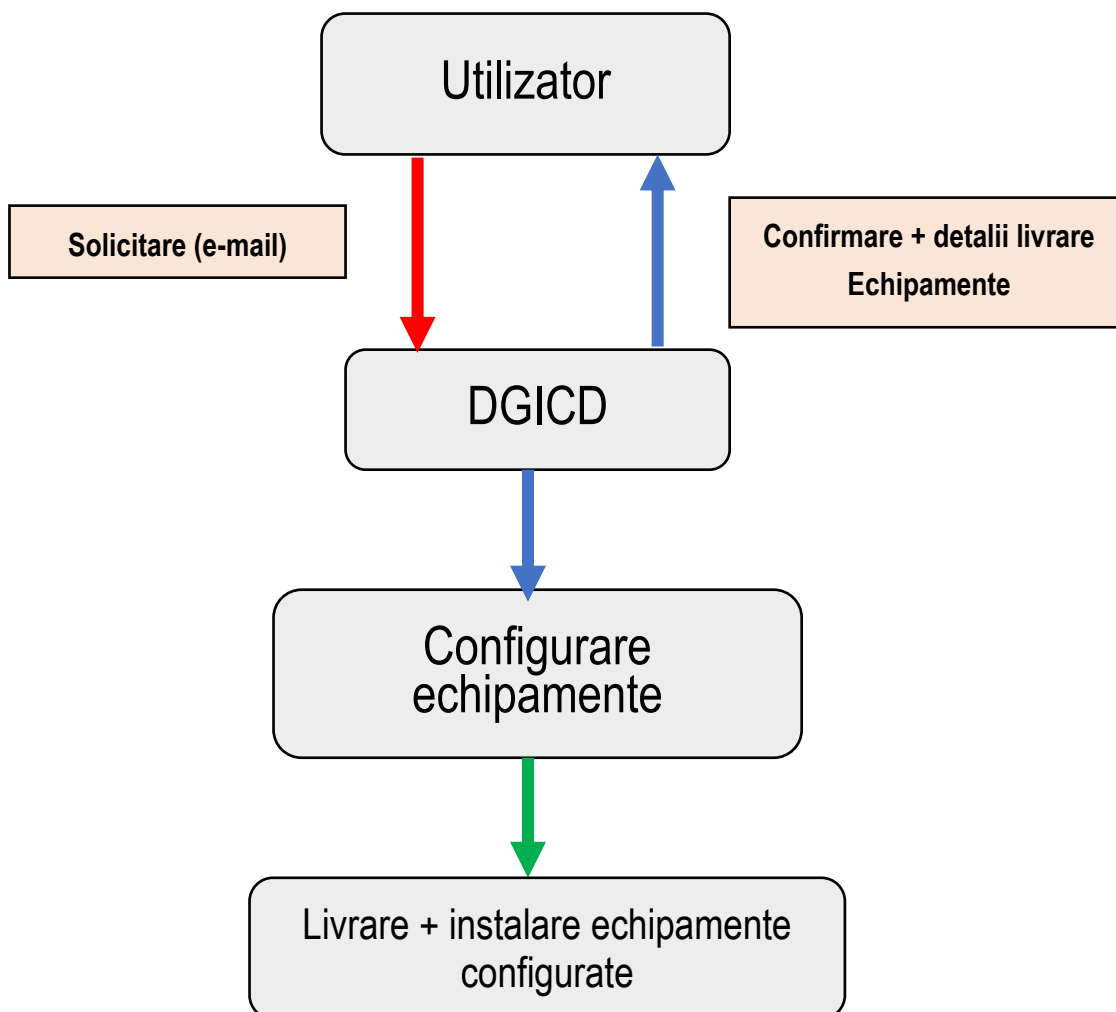 Utilizator
Solicitare (e-mail)
Confirmare + detalii livrare
Echipamente
DGICD
Configurare
echipamente
Livrare + instalare echipamente
configurate